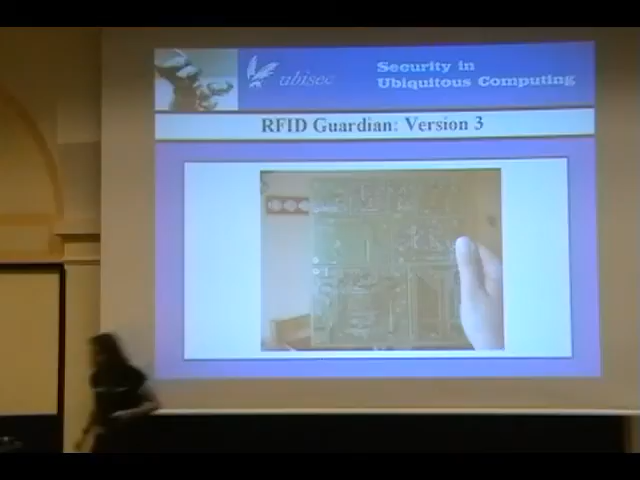 ubisec
Security in
Ubiquitous Computing
RFID Guardian: Version 3